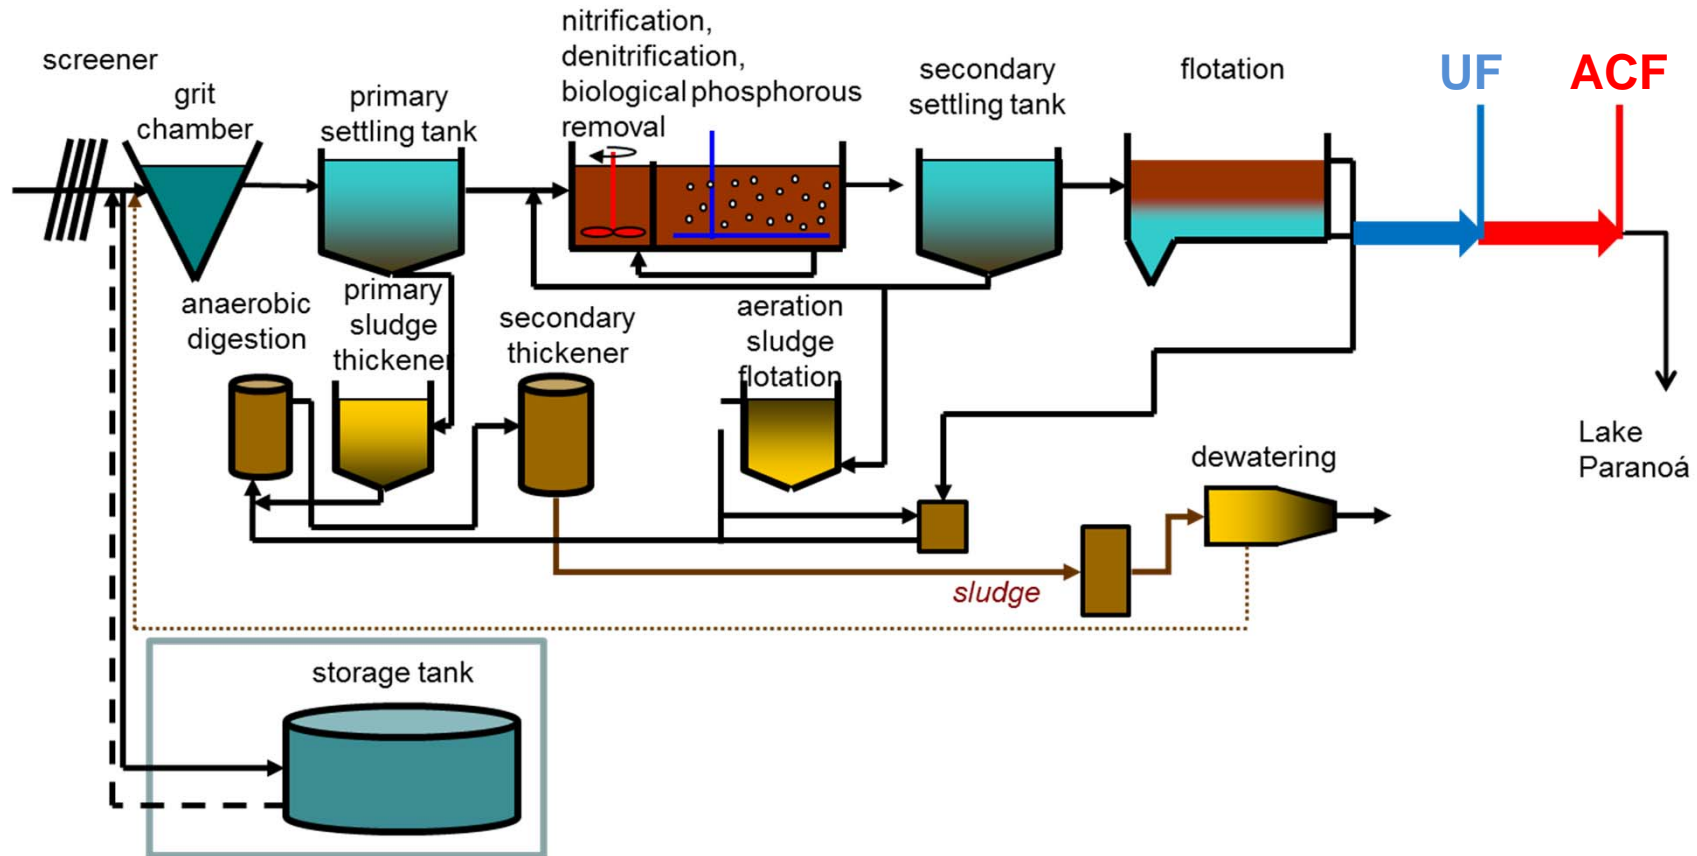 screener
grit
chamber
primary
settling tank
nitrification,
denitrification,
biological phosphorous
removal
secondary
settling tank
flotation
UF
ACF
anaerobic
digestion
primary
sludge
thickener
secondary
thickener
aeration
sludge
flotation
Lake
Paranoá
dewatering
sludge
storage tank